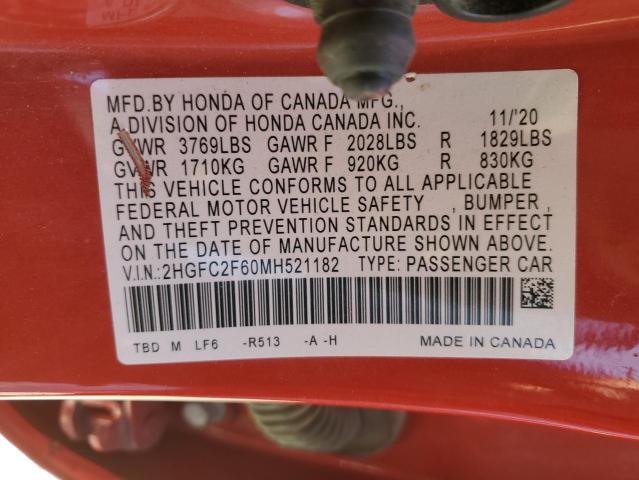 MFD.BY HONDA OF CANADA MFG.,
A DIVISION OF HONDA CANADA INC. 11/'20
GVWR 3769LBS GAWR F 2028LBS R 1829LBS
GVWR 1710KG GAWR F 920KG R 830KG
THIS VEHICLE CONFORMS TO ALL APPLICABLE
FEDERAL MOTOR VEHICLE SAFETY , BUMPER ,
AND THEFT PREVENTION STANDARDS IN EFFECT
ON THE DATE OF MANUFACTURE SHOWN ABOVE.
V.I.N.:2HGFC2F60MH521182 TYPE: PASSENGER CAR
TBD M LF6 -R513 -A -H MADE IN CANADA